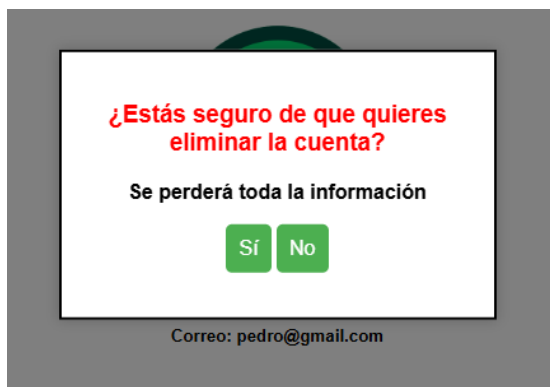 ¿Estás seguro de que quieres
eliminar la cuenta?
Se perderá toda la información
Sí No
Correo: pedro@gmail.com